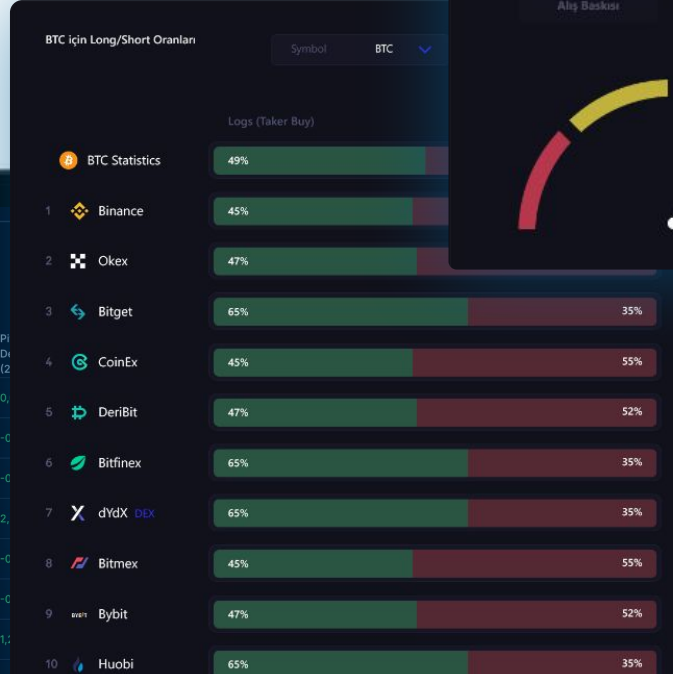 Alış Baskısı
BTC için Long/Short Oranları
Symbol BTC
Logs (Taker Buy)
BTC Statistics 49%
1 Binance 45%
2 Okex 47%
3 Bitget 65% 35%
4 CoinEx 45% 55%
5 DeriBit 47% 52%
6 Bitfinex 65% 35%
7 dYdX DEX 65% 35%
8 Bitmex 45% 55%
9 BYBIT Bybit 47% 52%
10 Huobi 65% 35%